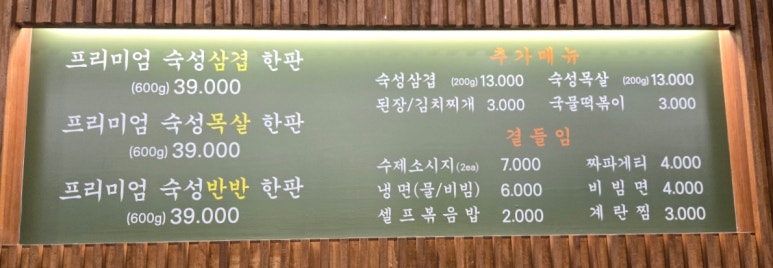 프리미엄 숙성삼겹 한판
(600g) 39.000
프리미엄 숙성목살 한판
(600g) 39.000
프리미엄 숙성반반 한판
(600g) 39.000
추가메뉴
숙성삼겹 (200g) 13.000 숙성목살 (200g) 13.000
된장/김치찌개 3.000 국물떡볶이 3.000
곁들임
수제소시지(2ea) 7.000 짜파게티 4.000
냉면(물/비빔) 6.000 비빔면 4.000
셀프볶음밥 2.000 계란찜 3.000